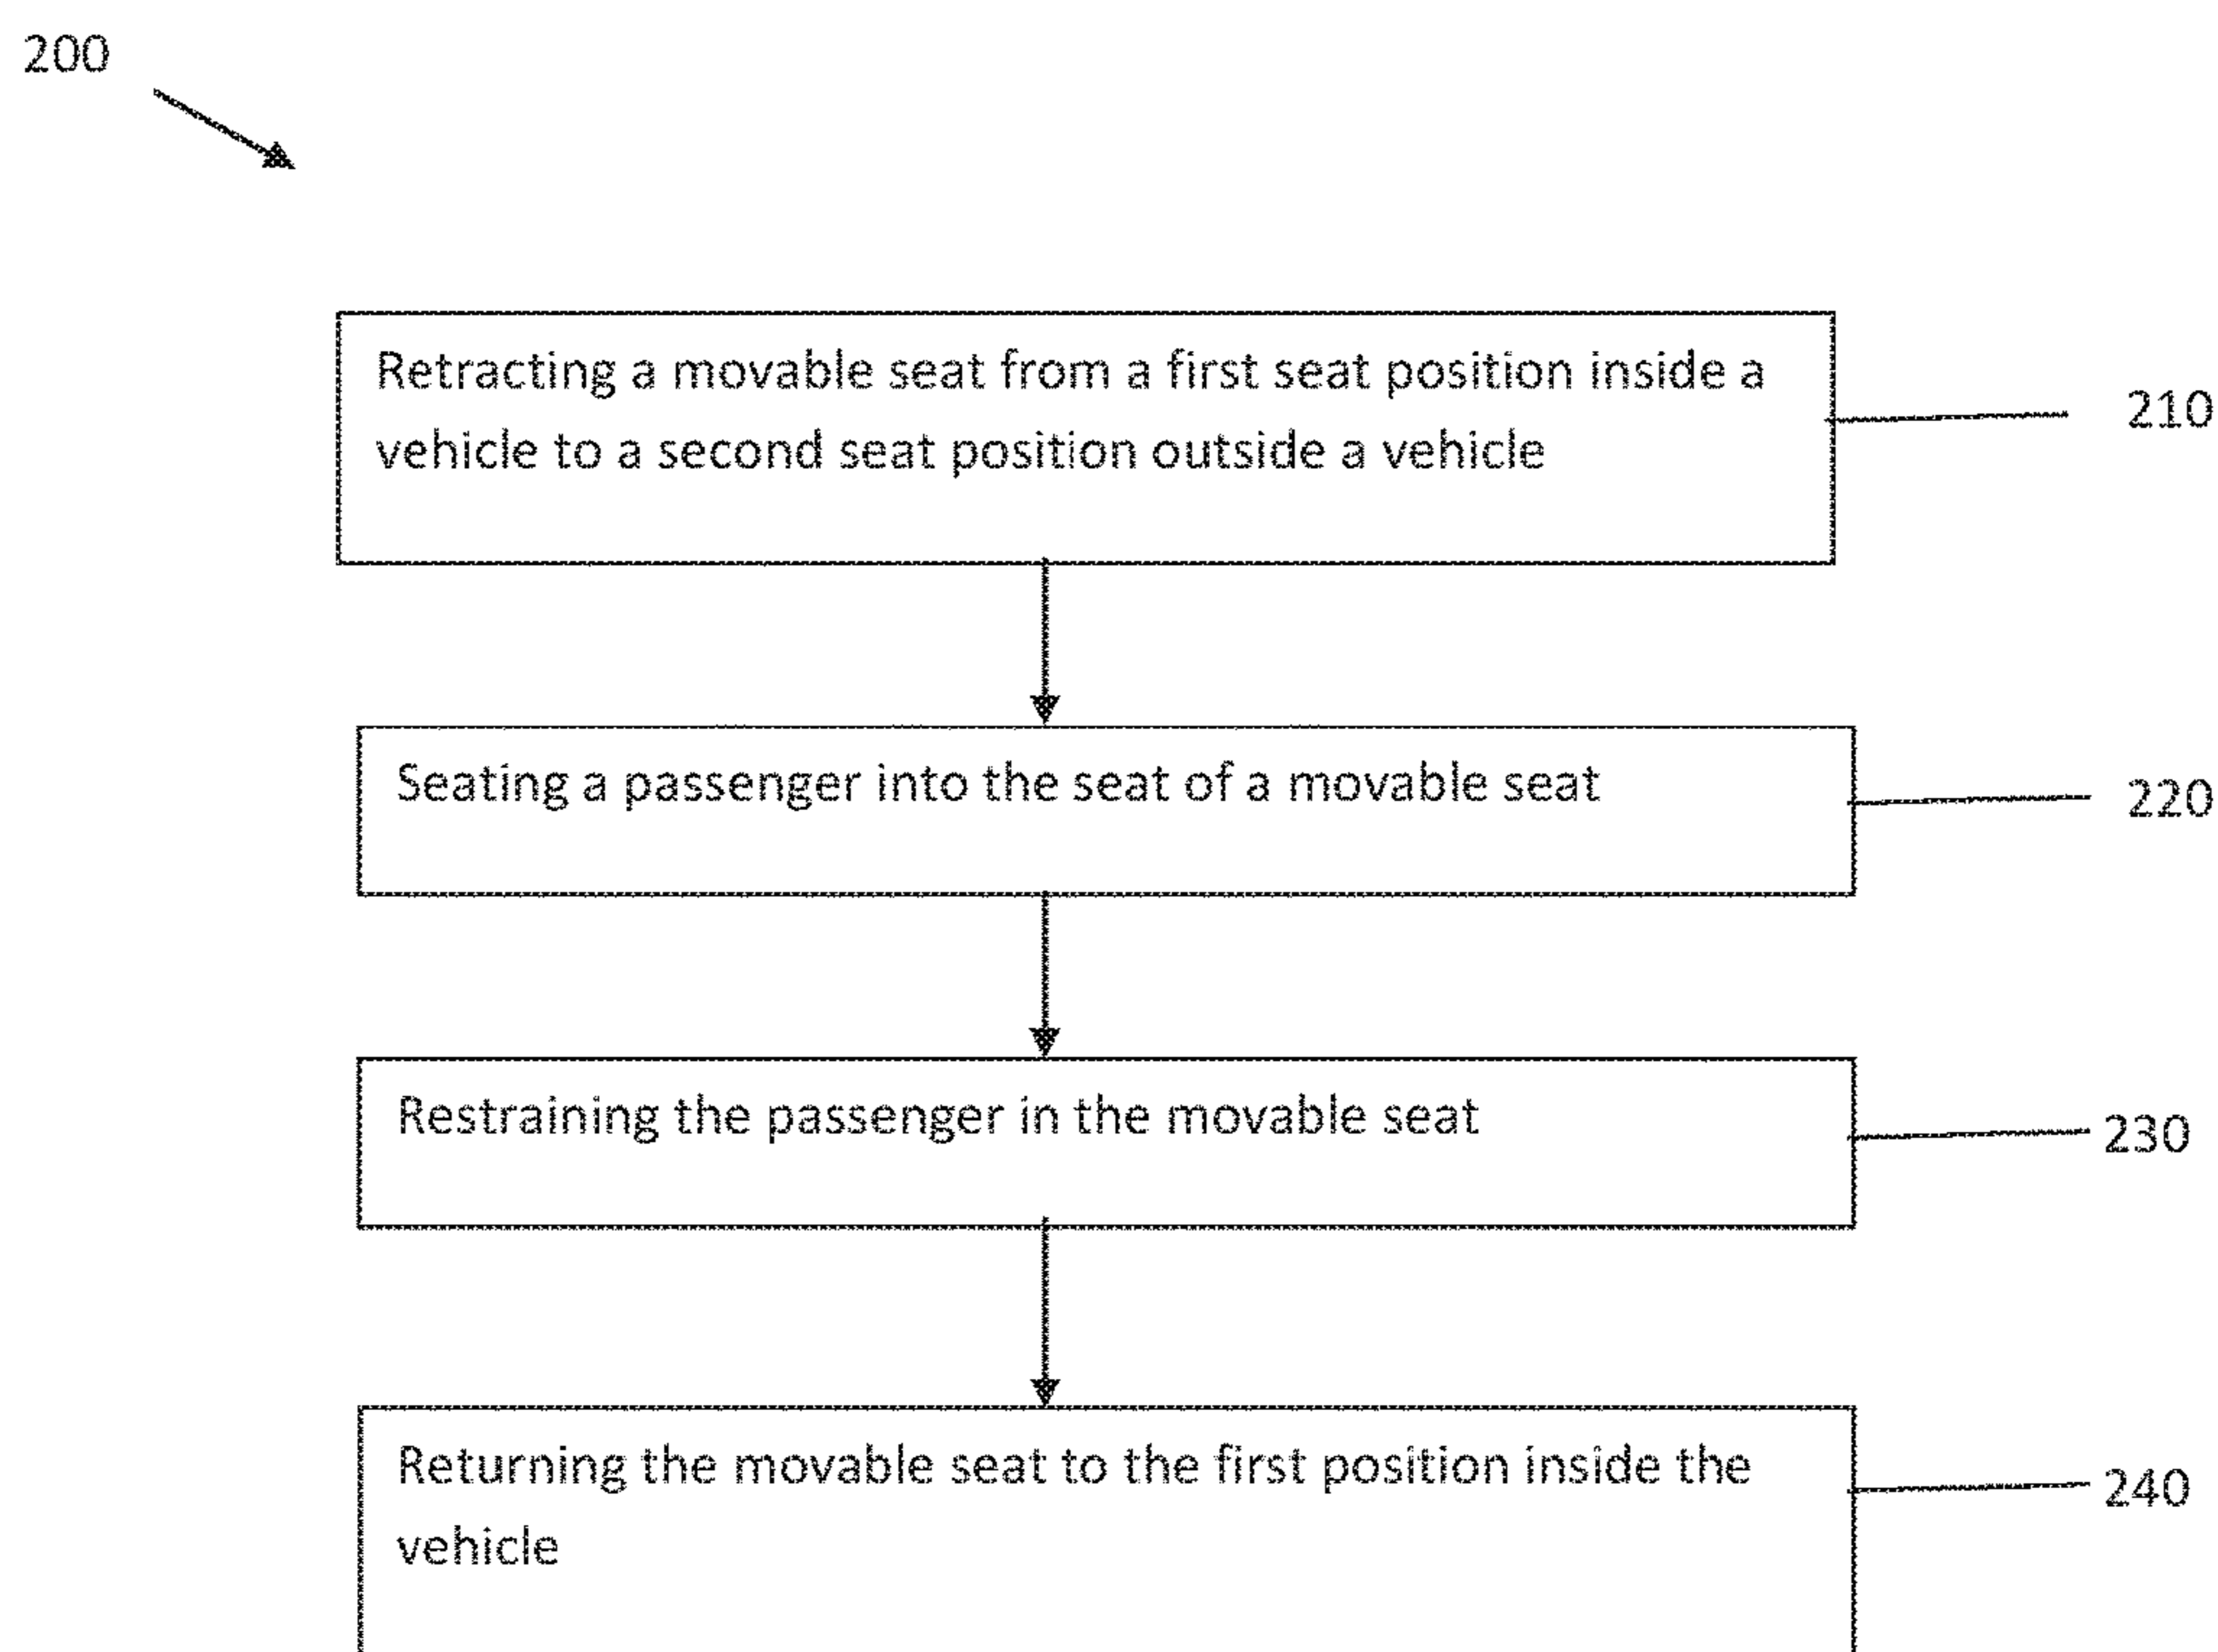 200
Retracting a movable seat from a first seat position inside a
vehicle to a second seat position outside a vehicle
210
Seating a passenger into the seat of a movable seat
220
Restraining the passenger in the movable seat
230
Returning the movable seat to the first position inside the
vehicle
240